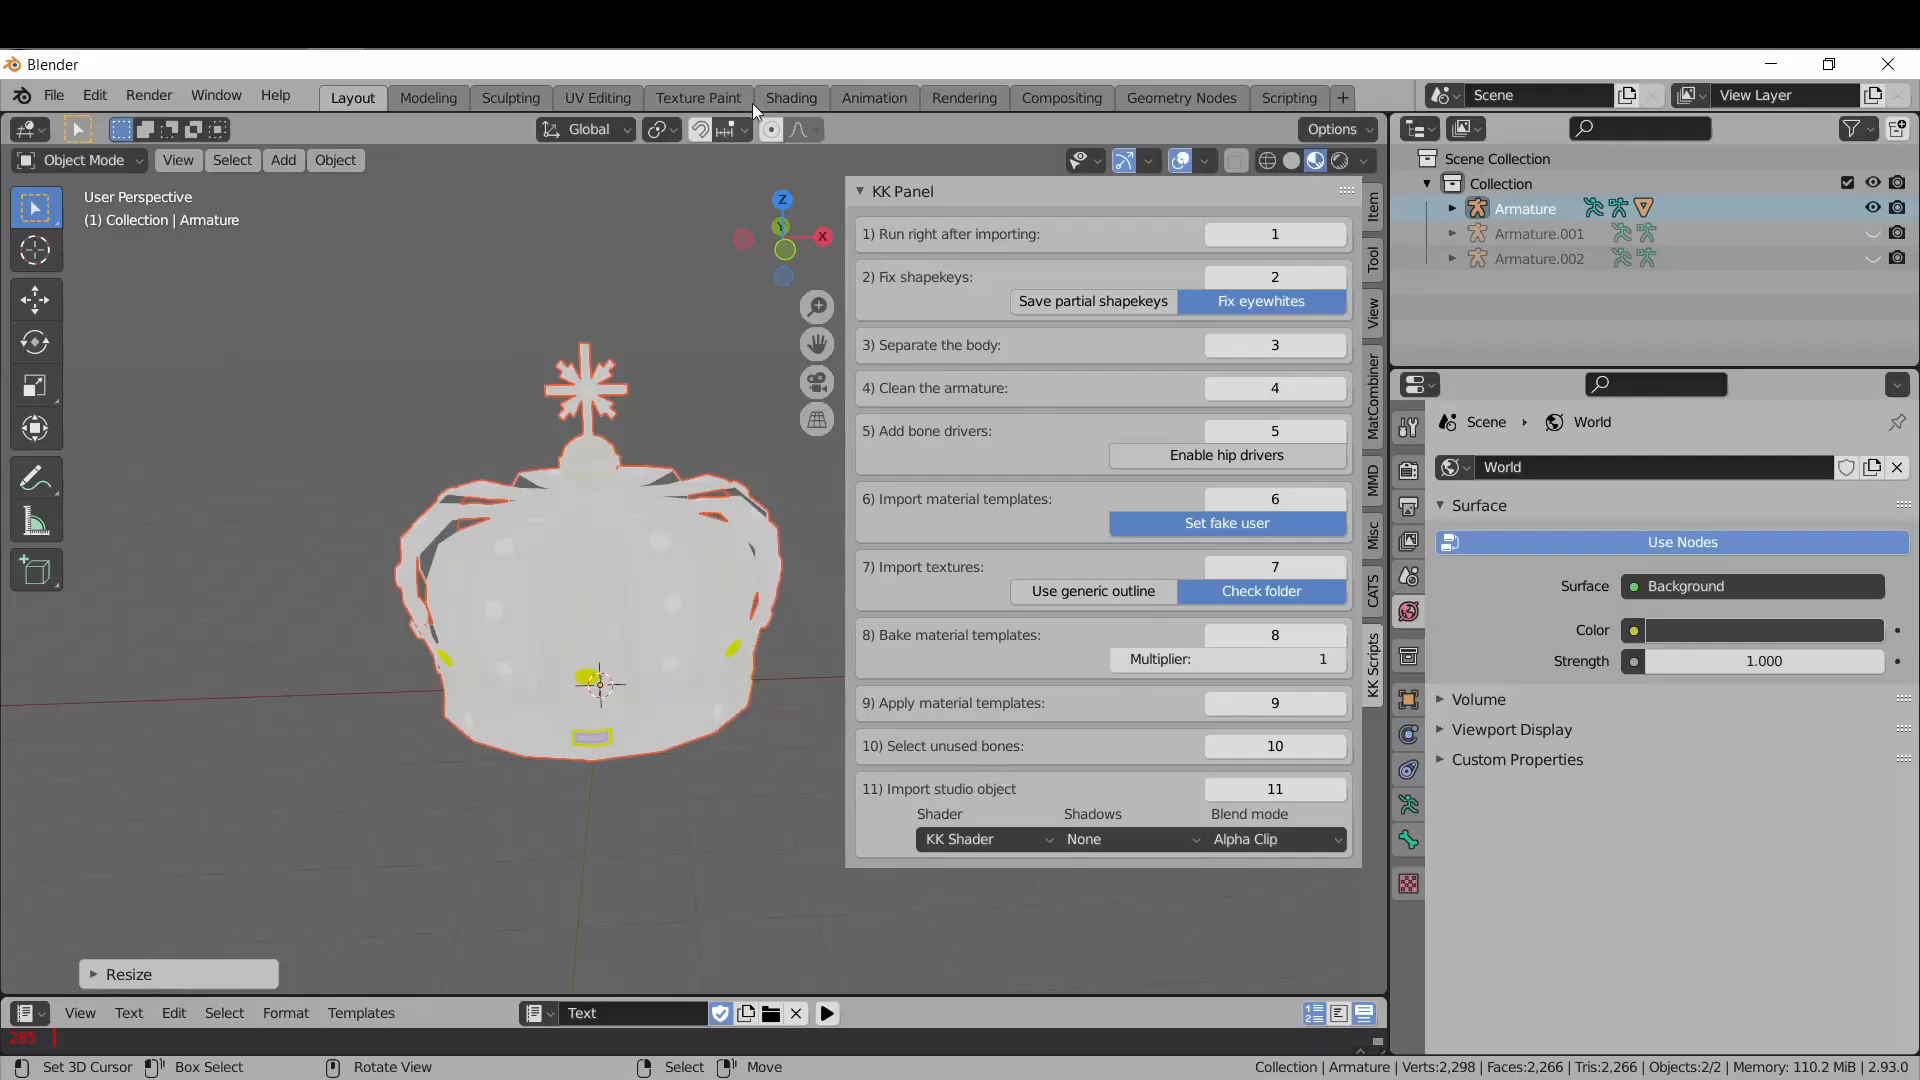 Blender
File Edit Render Window Help Layout Modeling Sculpting UV Editing Texture Paint Shading Animation Rendering Compositing Geometry Nodes Scripting + Scene View Layer
Global Options
Object Mode View Select Add Object
User Perspective
(1) Collection | Armature
Z
Y
X
KK Panel
1) Run right after importing: 1
2) Fix shapekeys: 2
Save partial shapekeys Fix eyewhites
3) Separate the body: 3
4) Clean the armature: 4
5) Add bone drivers: 5
Enable hip drivers
6) Import material templates: 6
Set fake user
7) Import textures: 7
Use generic outline Check folder
8) Bake material templates: 8
Multiplier: 1
9) Apply material templates: 9
10) Select unused bones: 10
11) Import studio object 11
Shader Shadows Blend mode
KK Shader None Alpha Clip
Item
Tool
View
MatCombiner
MMD
Misc
CATS
KK Scripts
Scene Collection
Collection
Armature
Armature.001
Armature.002
Scene World
World
Surface
Use Nodes
Surface Background
Color
Strength 1.000
Volume
Viewport Display
Custom Properties
Resize
View Text Edit Select Format Templates Text
285
Set 3D Cursor Box Select Rotate View Select Move Collection | Armature | Verts:2,298 | Faces:2,266 | Tris:2,266 | Objects:2/2 | Memory: 110.2 MiB | 2.93.0